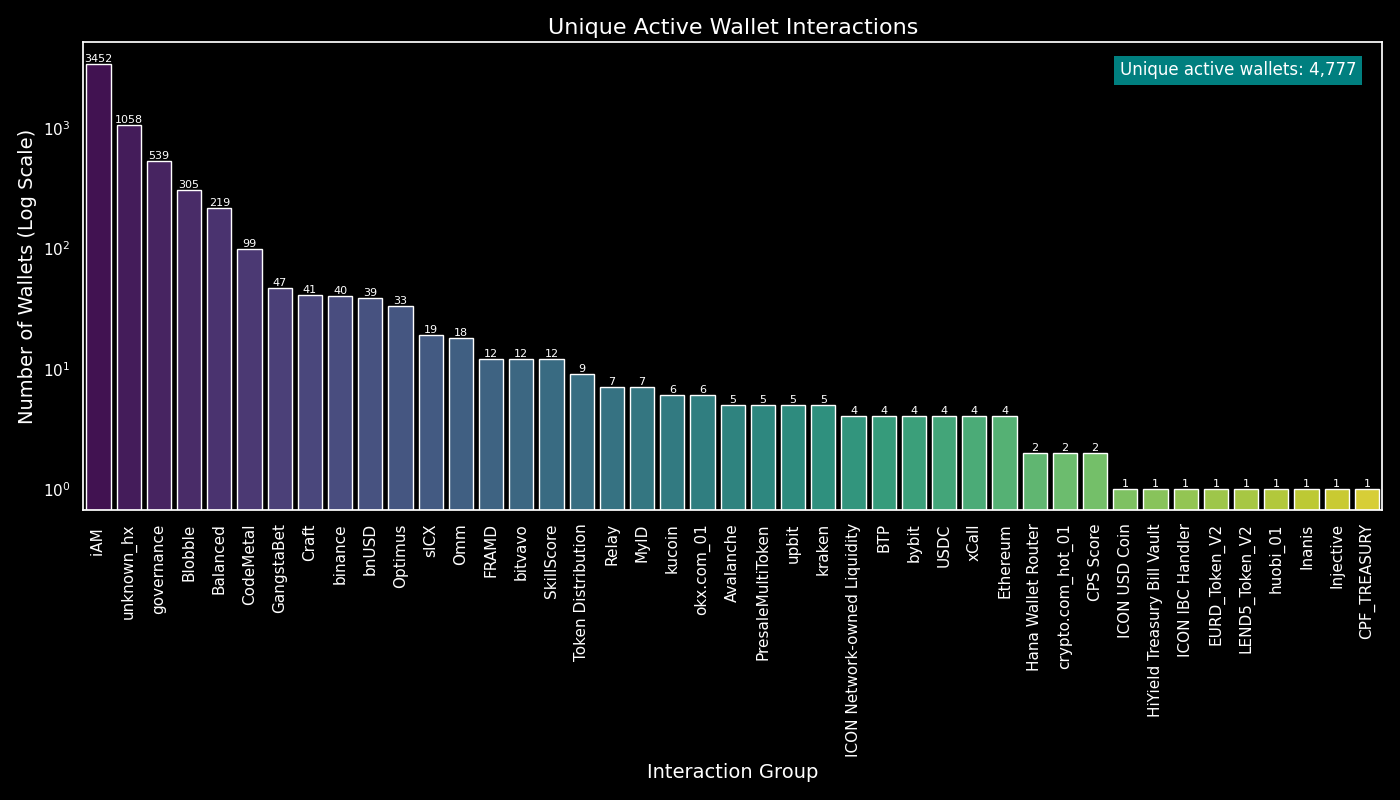 Unique Active Wallet Interactions
Unique active wallets: 4,777
Number of Wallets (Log Scale)
10³
10²
10¹
10⁰
3452
1058
539
305
219
99
47
41
40
39
33
19
18
12
12
12
9
7
7
6
6
5
5
5
5
4
4
4
4
4
4
2
2
2
1
1
1
1
1
1
1
1
1
iAM
unknown_hx
governance
Blobble
Balanced
CodeMetal
GangstaBet
Craft
binance
bnUSD
Optimus
sICX
Omm
FRAMD
bitvavo
SkillScore
Token Distribution
Relay
MyID
kucoin
okx.com_01
Avalanche
PresaleMultiToken
upbit
kraken
ICON Network-owned Liquidity
BTP
bybit
USDC
xCall
Ethereum
Hana Wallet Router
crypto.com_hot_01
CPS Score
ICON USD Coin
HiYield Treasury Bill Vault
ICON IBC Handler
EURD_Token_V2
LEND5_Token_V2
huobi_01
Inanis
Injective
CPF_TREASURY
Interaction Group